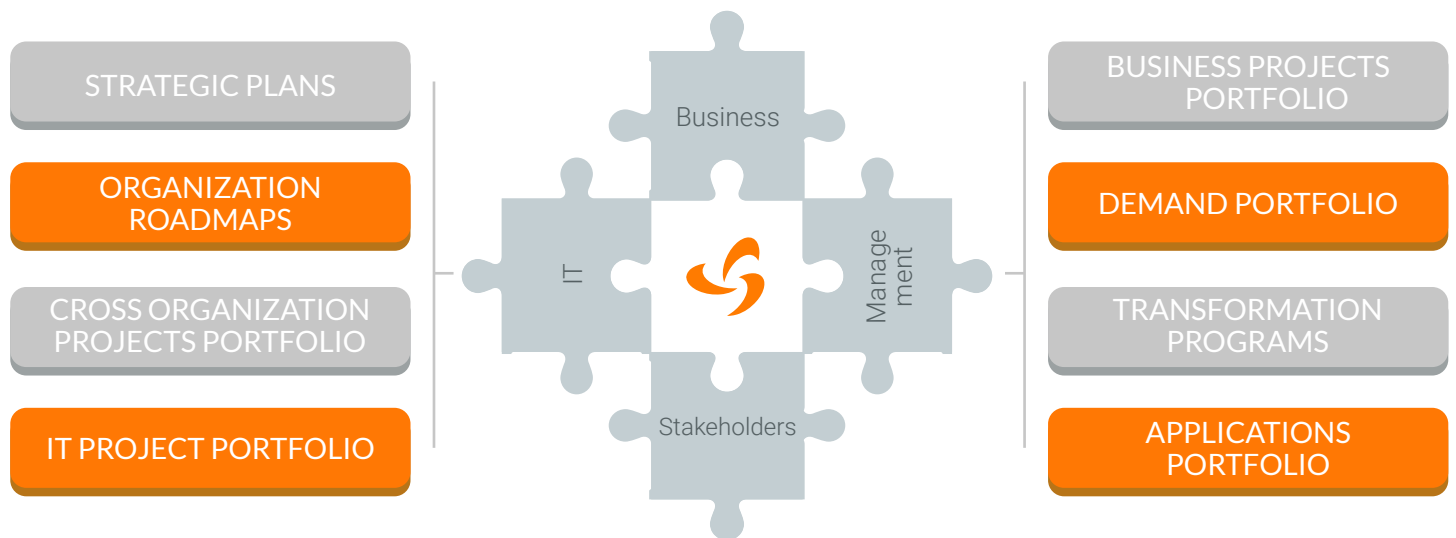 STRATEGIC PLANS
ORGANIZATION
ROADMAPS
CROSS ORGANIZATION
PROJECTS PORTFOLIO
IT PROJECT PORTFOLIO
Business
IT
Manage
ment
Stakeholders
BUSINESS PROJECTS
PORTFOLIO
DEMAND PORTFOLIO
TRANSFORMATION
PROGRAMS
APPLICATIONS
PORTFOLIO